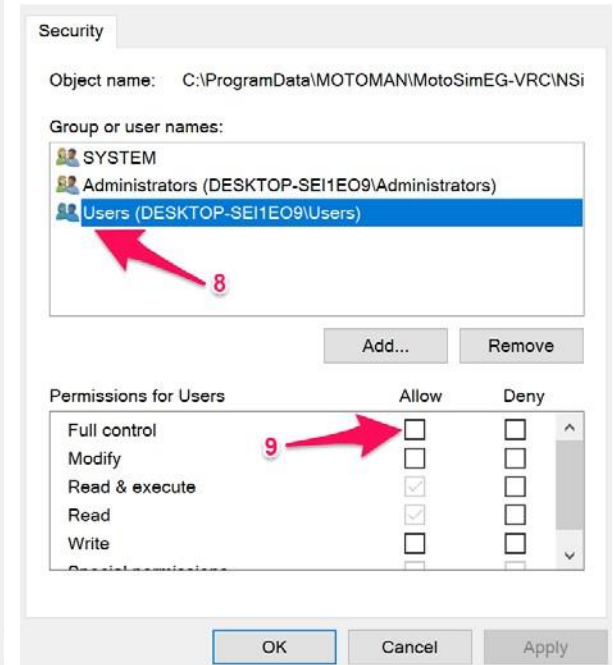 Security
Object name: C:\ProgramData\MOTOMAN\MotoSimEG-VRC\NSi
Group or user names:
SYSTEM
Administrators (DESKTOP-SEI1EO9\Administrators)
Users (DESKTOP-SEI1EO9\Users)
8
Add... Remove
Permissions for Users Allow Deny
Full control
9
Modify
Read & execute
Read
Write
Special permissions
OK Cancel Apply